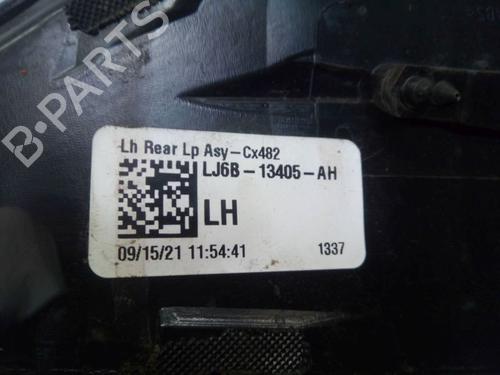 B-PARTS
Lh Rear Lp Asy-Cx482
LJ6B-13405-AH
LH
09/15/21 11:54:41 1337